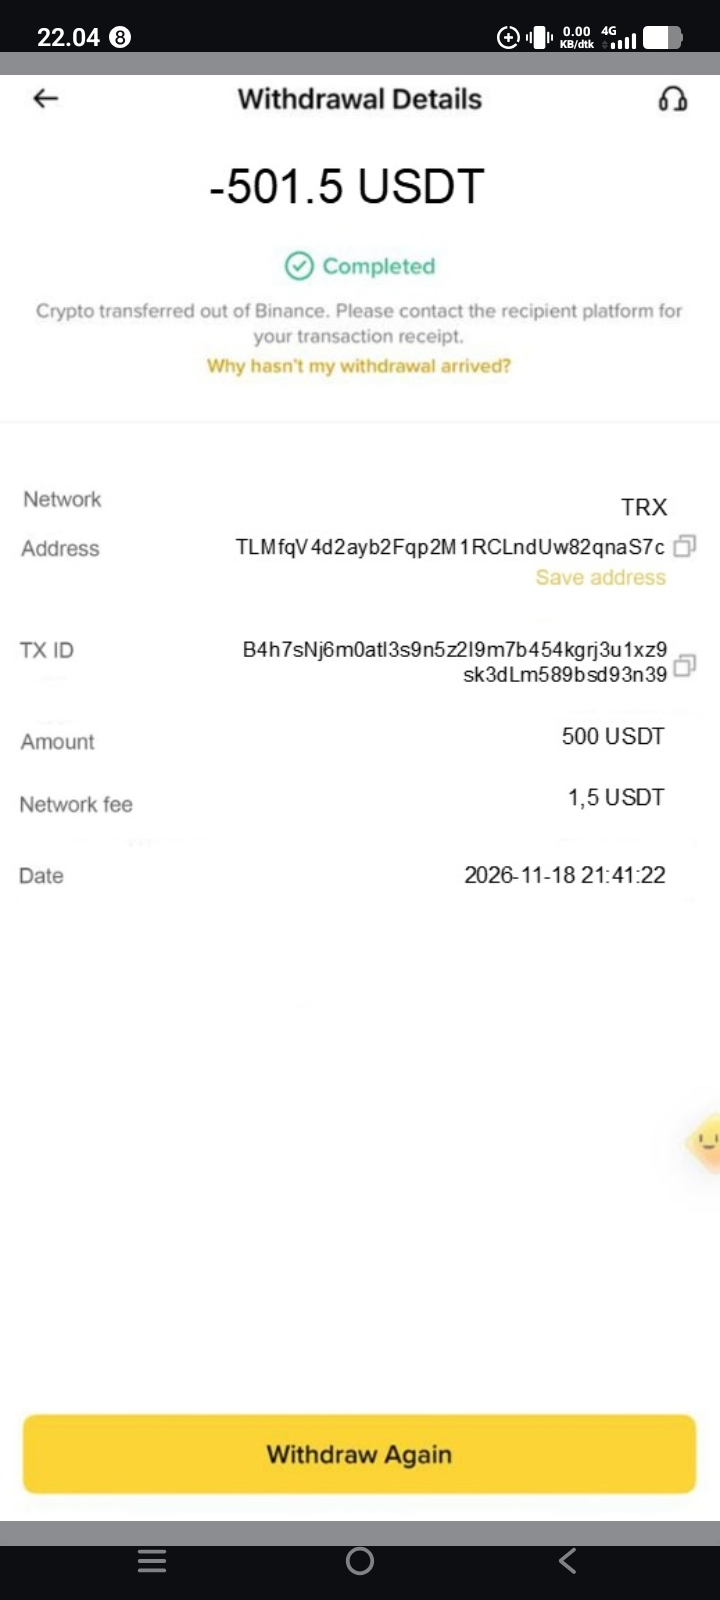 22.04 8 0.00 4G
KB/dtk
Withdrawal Details
-501.5 USDT
Completed
Crypto transferred out of Binance. Please contact the recipient platform for
your transaction receipt.
Why hasn't my withdrawal arrived?
Network TRX
Address TLMfqV4d2ayb2Fqp2M1RCLndUw82qnaS7c
Save address
TX ID B4h7sNj6m0atl3s9n5z2l9m7b454kgrj3u1xz9
sk3dLm589bsd93n39
Amount 500 USDT
Network fee 1,5 USDT
Date 2026-11-18 21:41:22
Withdraw Again